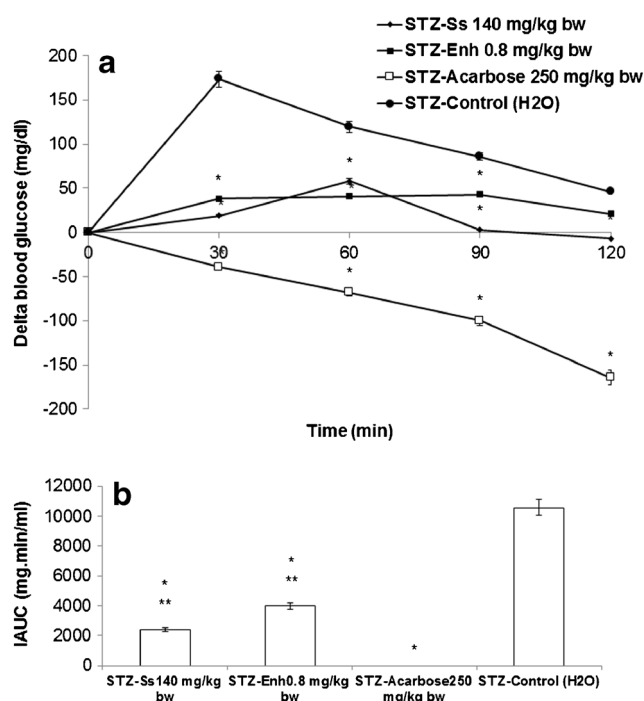 a
STZ-Ss 140 mg/kg bw
STZ-Enh 0.8 mg/kg bw
STZ-Acarbose 250 mg/kg bw
STZ-Control (H2O)
Delta blood glucose (mg/dl)
200
150
100
50
0
-50
-100
-150
-200
0 30 60 90 120
* * * * * * * * * *
Time (min)
b
IAUC (mg.min/ml)
12000
10000
8000
6000
4000
2000
0
* *
** **
*
STZ-Ss140 mg/kg bw
STZ-Enh0.8 mg/kg bw
STZ-Acarbose250 mg/kg bw
STZ-Control (H2O)